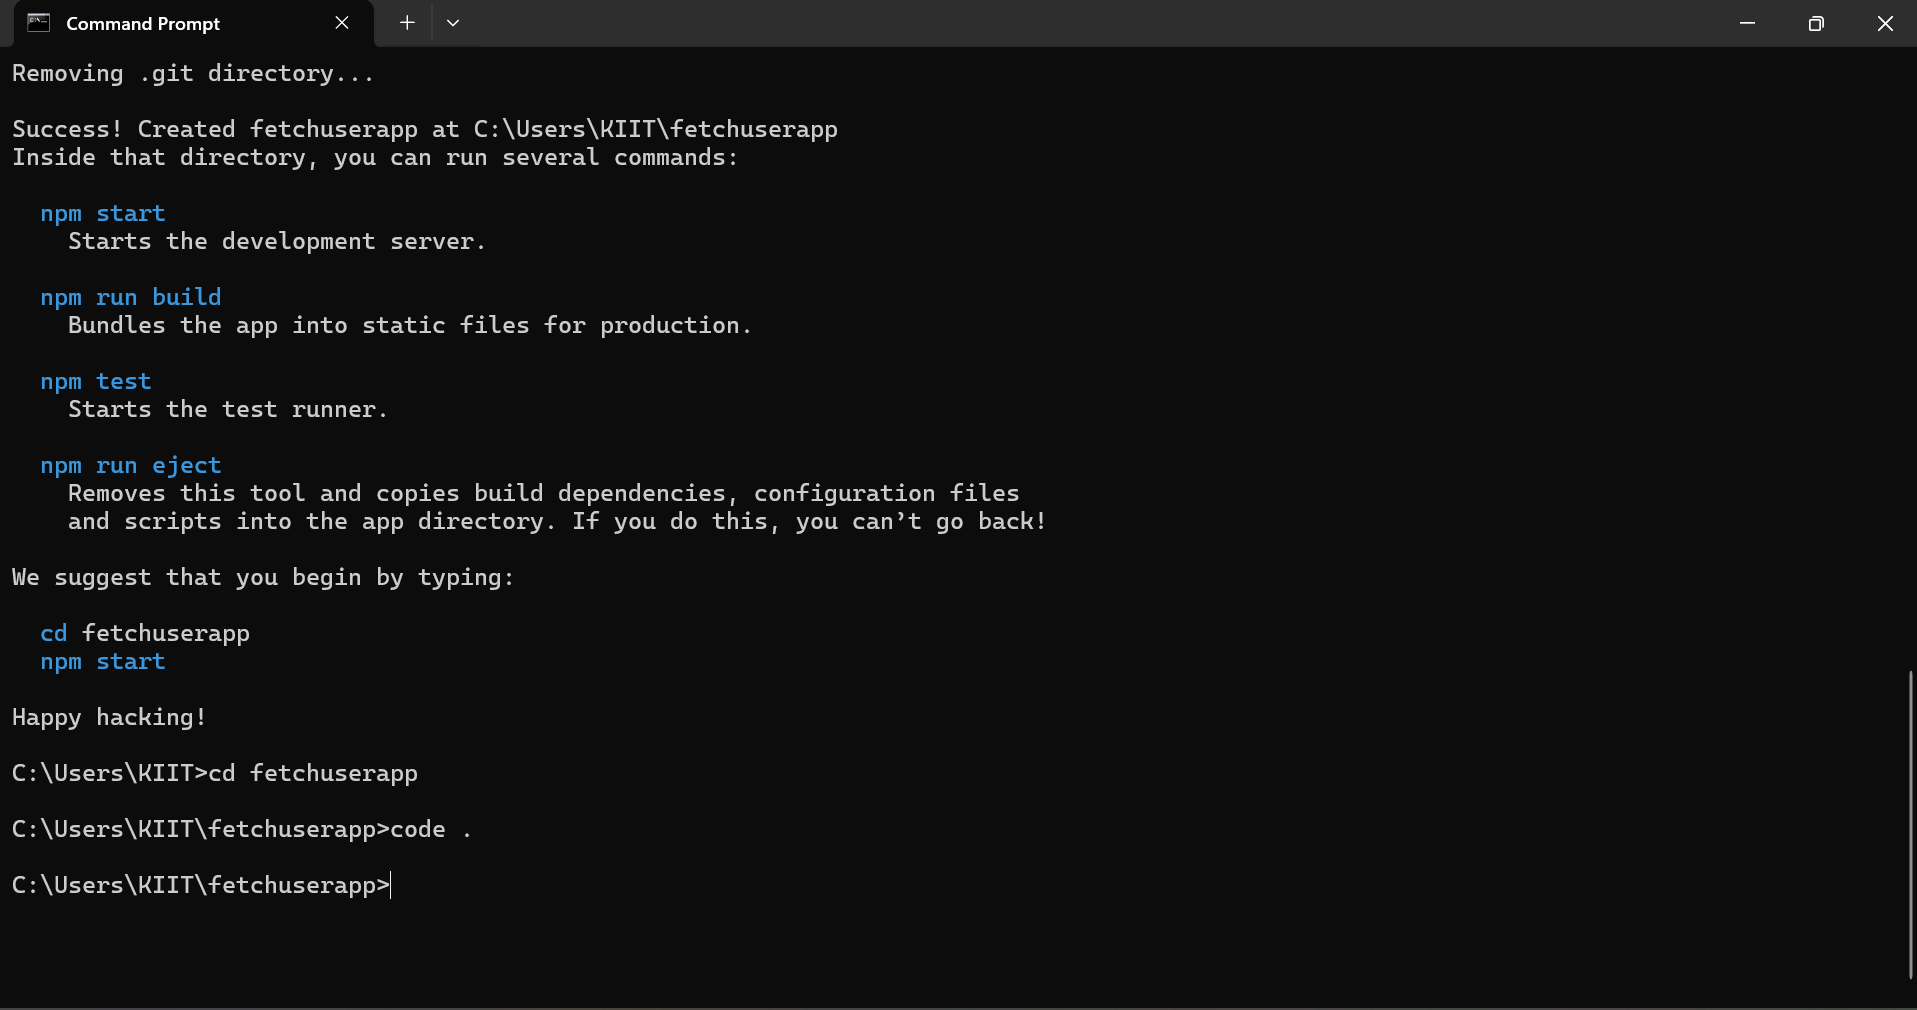 Command Prompt
Removing .git directory...
Success! Created fetchuserapp at C:\Users\KIIT\fetchuserapp
Inside that directory, you can run several commands:
npm start
Starts the development server.
npm run build
Bundles the app into static files for production.
npm test
Starts the test runner.
npm run eject
Removes this tool and copies build dependencies, configuration files
and scripts into the app directory. If you do this, you can’t go back!
We suggest that you begin by typing:
cd fetchuserapp
npm start
Happy hacking!
C:\Users\KIIT>cd fetchuserapp
C:\Users\KIIT\fetchuserapp>code .
C:\Users\KIIT\fetchuserapp>